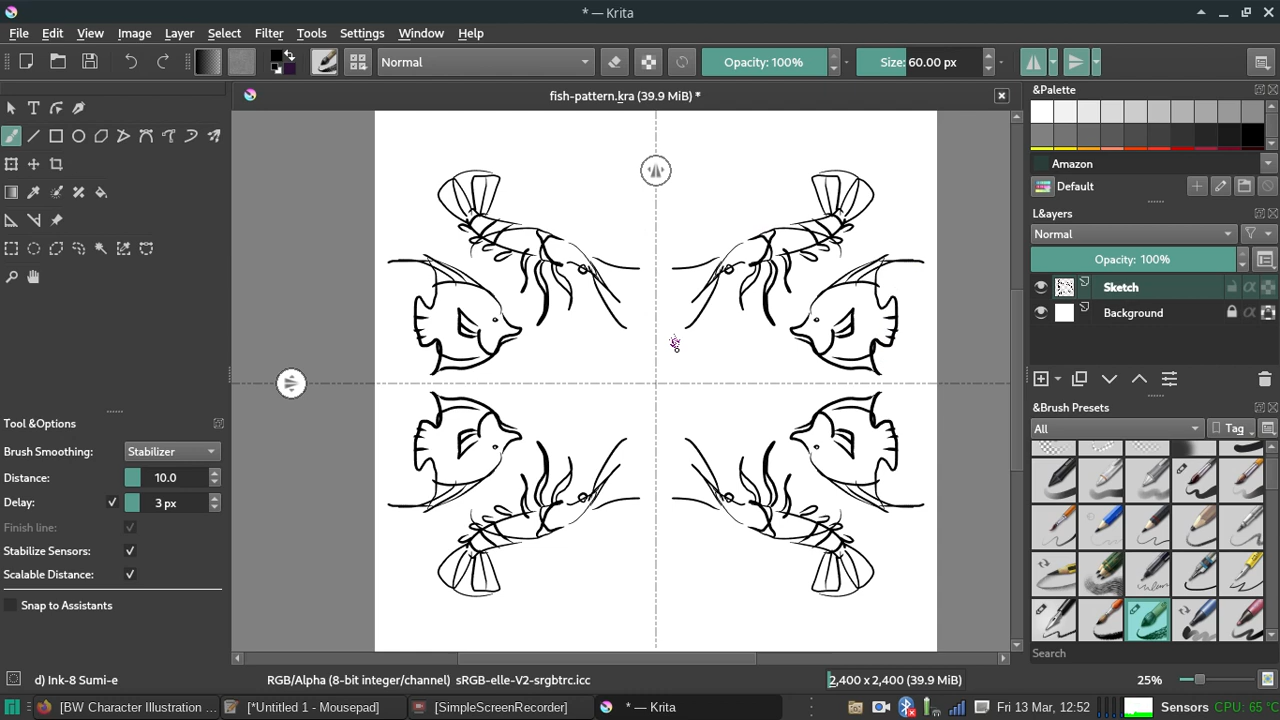 * — Krita
File Edit View Image Layer Select Filter Tools Settings Window Help
Normal Opacity: 100% Size: 60.00 px
fish-pattern.kra (39.9 MiB) *
&Palette
Amazon
Default
L&ayers
Normal
Opacity: 100%
Sketch
Background
&Brush Presets
All Tag
Search
Tool &Options
Brush Smoothing: Stabilizer
Distance: 10.0
Delay: 3 px
Finish line:
Stabilize Sensors:
Scalable Distance:
Snap to Assistants
d) Ink-8 Sumi-e RGB/Alpha (8-bit integer/channel) sRGB-elle-V2-srgbtrc.icc 2,400 x 2,400 (39.9 MiB) 25%
[BW Character Illustration ... [*Untitled 1 - Mousepad] [SimpleScreenRecorder] * — Krita Fri 13 Mar, 12:52 Sensors CPU: 65 °C